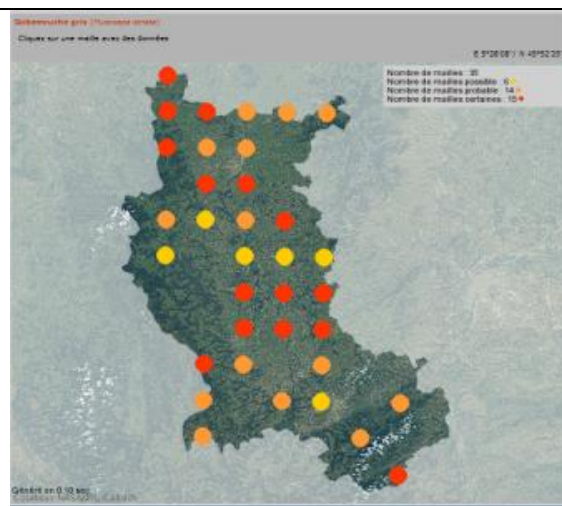 Gobemouche gris (Muscicapa striata)
Cliquez sur une maille avec des données
Nombre de mailles : 35
Nombre de mailles possible : 6
Nombre de mailles probable : 14
Nombre de mailles certaines : 15
Généré en 0.10 sec